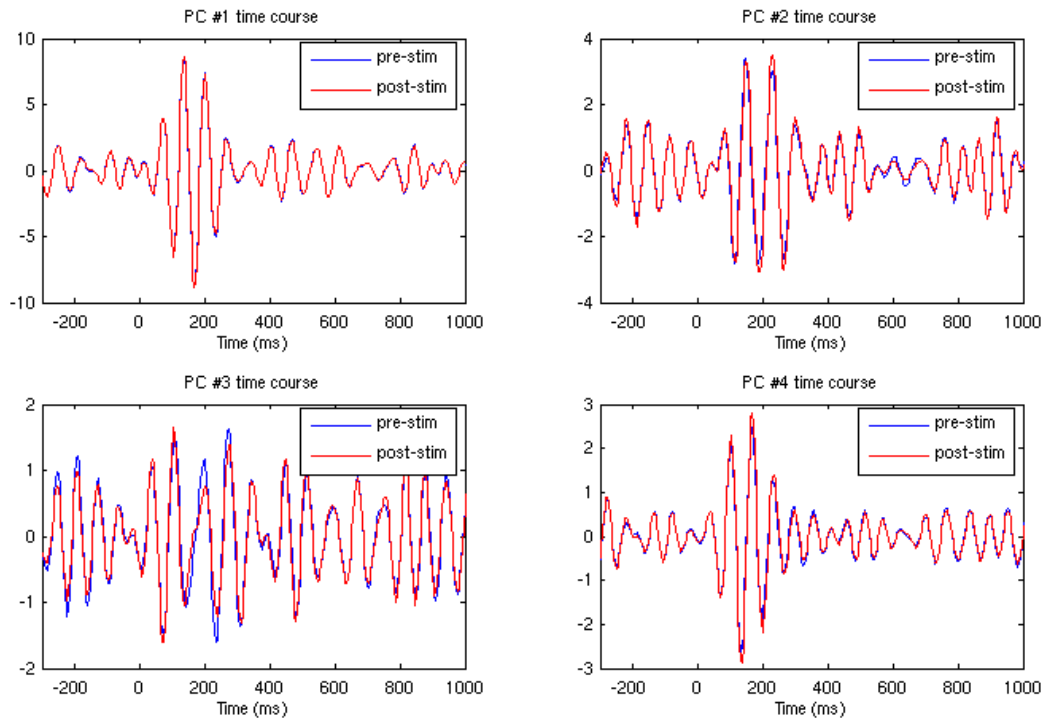 PC #1 time course
10
5
0
-5
-10
pre-stim
post-stim
-200 0 200 400 600 800 1000
Time (ms)
PC #2 time course
4
2
0
-2
-4
pre-stim
post-stim
-200 0 200 400 600 800 1000
Time (ms)
PC #3 time course
2
1
0
-1
-2
pre-stim
post-stim
-200 0 200 400 600 800 1000
Time (ms)
PC #4 time course
3
2
1
0
-1
-2
-3
pre-stim
post-stim
-200 0 200 400 600 800 1000
Time (ms)